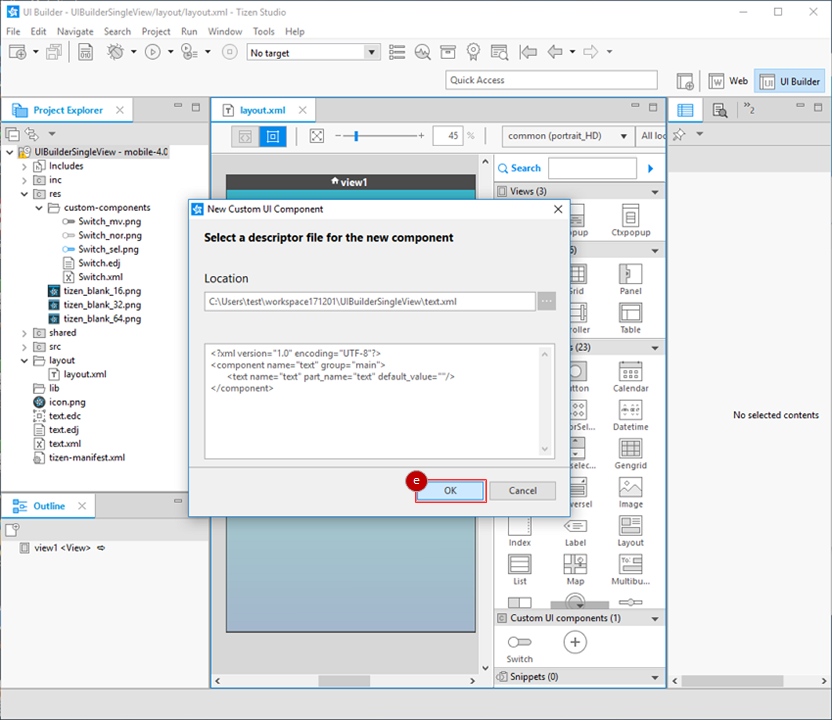 UI Builder - UIBuilderSingleView/layout/layout.xml - Tizen Studio
File Edit Navigate Search Project Run Window Tools Help
No target
Quick Access
Web
UI Builder
Project Explorer
UIBuilderSingleView - mobile-4.0
Includes
inc
res
custom-components
Switch_mv.png
Switch_nor.png
Switch_sel.png
Switch.edj
Switch.xml
tizen_blank_16.png
tizen_blank_32.png
tizen_blank_64.png
shared
src
layout
layout.xml
lib
icon.png
text.edc
text.edj
text.xml
tizen-manifest.xml
Outline
view1 <View>
layout.xml
45 %
common (portrait_HD)
All loc
view1
New Custom UI Component
Select a descriptor file for the new component
Location
C:\Users\test\workspace171201\UIBuilderSingleView\text.xml
...
<?xml version="1.0" encoding="UTF-8"?>
<component name="text" group="main">
<text name="text" part_name="text" default_value=""/>
</component>
e
OK
Cancel
Search
Views (3)
Ctxpopup
Panel
Table
(23)
Calendar
Datetime
Gengrid
Image
Index Label Layout
List Map Multibu...
Custom UI components (1)
Switch
Snippets (0)
»2
No selected contents